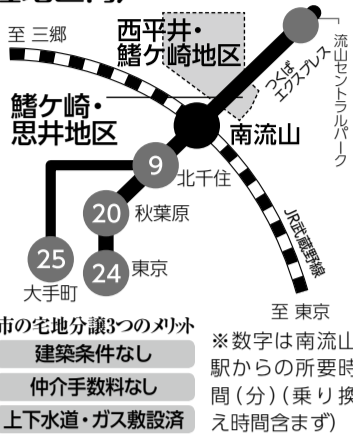 至 三郷
西平井・
鰭ケ崎地区
つくば
エクスプレス
流山セントラルパーク
鰭ケ崎・
思井地区
南流山
9
北千住
20
秋葉原
25
大手町
24
東京
JR武蔵野線
至 東京
市の宅地分譲3つのメリット
建築条件なし
仲介手数料なし
上下水道・ガス敷設済
※数字は南流山
駅からの所要時
間(分)(乗り換
え時間含まず)